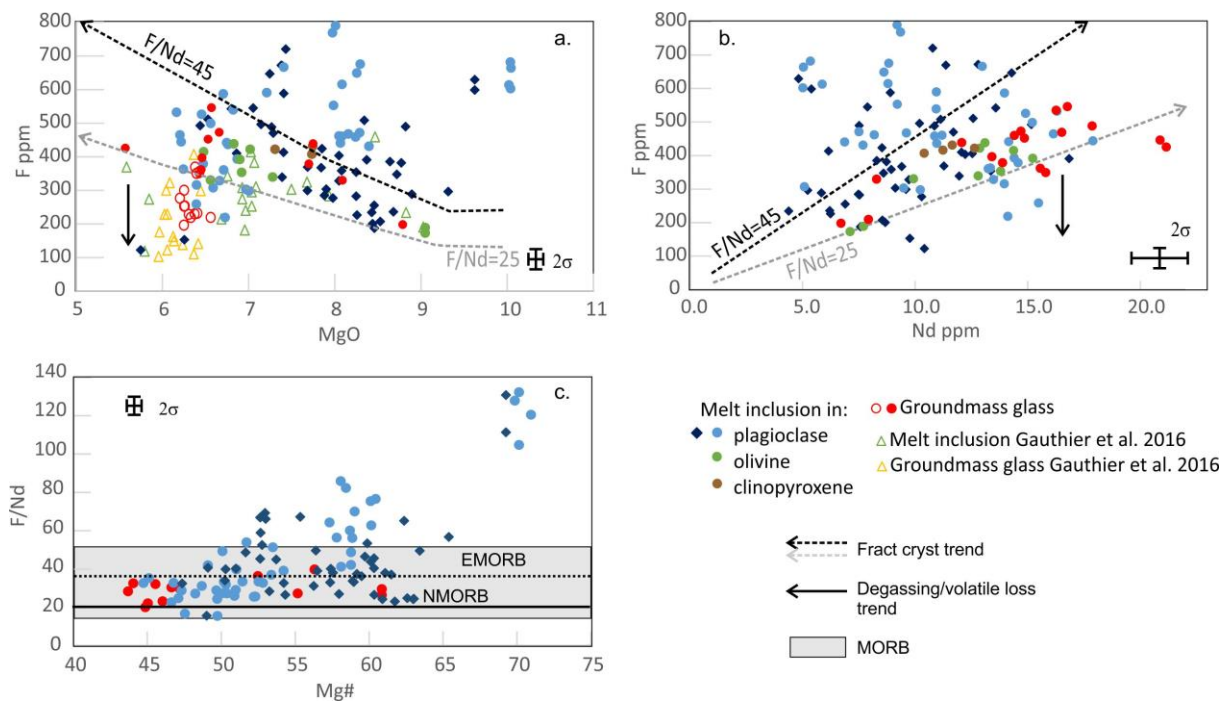 a.
F ppm
800
700
600
500
400
300
200
100
0
F/Nd=45
F/Nd=25
2σ
5 6 7 8 9 10 11
MgO
b.
F ppm
800
700
600
500
400
300
200
100
0
F/Nd=45
F/Nd=25
2σ
0.0 5.0 10.0 15.0 20.0
Nd ppm
c.
F/Nd
140
120
100
80
60
40
20
0
2σ
EMORB
NMORB
40 45 50 55 60 65 70 75
Mg#
Melt inclusion in:
plagioclase
olivine
clinopyroxene
Groundmass glass
Melt inclusion Gauthier et al. 2016
Groundmass glass Gauthier et al. 2016
Fract cryst trend
Degassing/volatile loss
trend
MORB